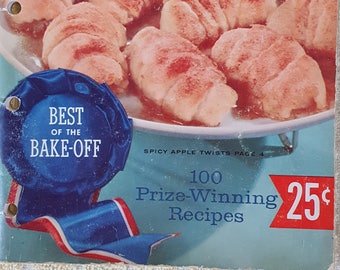 BEST
OF THE
BAKE-OFF
SPICY APPLE TWISTS PAGE 4
100
Prize-Winning
Recipes
25¢